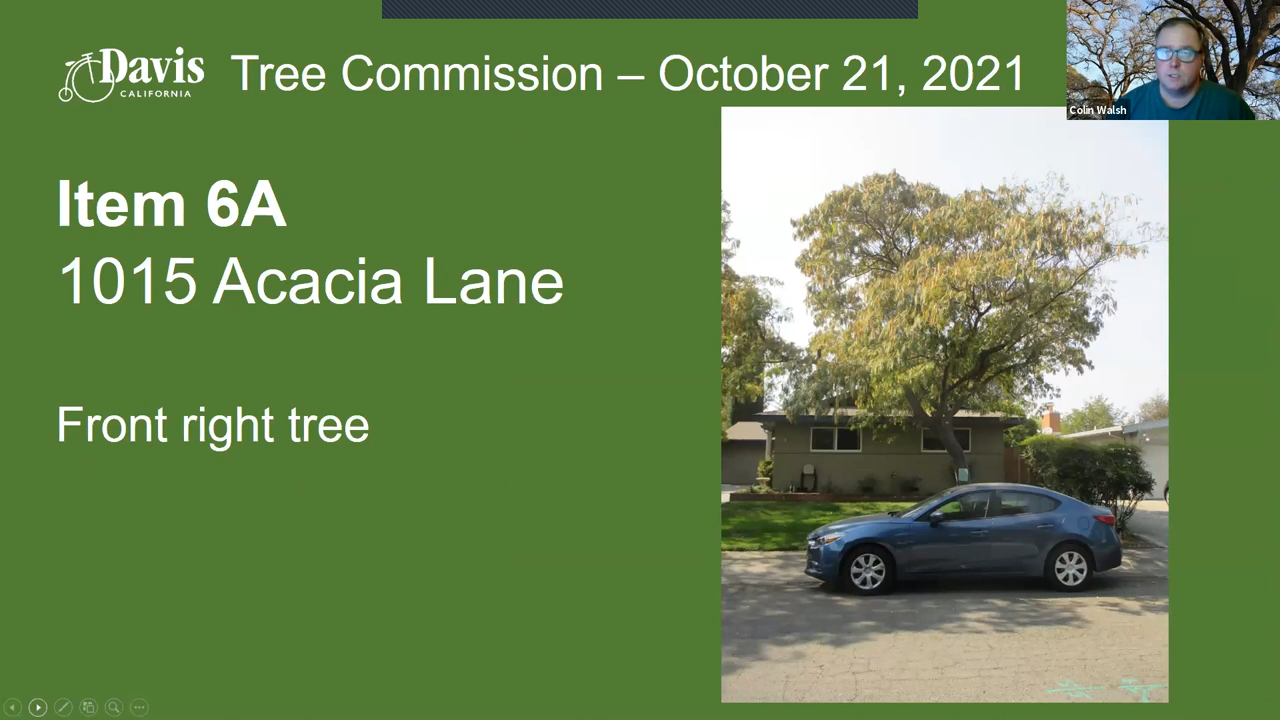 Davis
CALIFORNIA
Tree Commission – October 21, 2021
Colin Walsh
Item 6A
1015 Acacia Lane
Front right tree